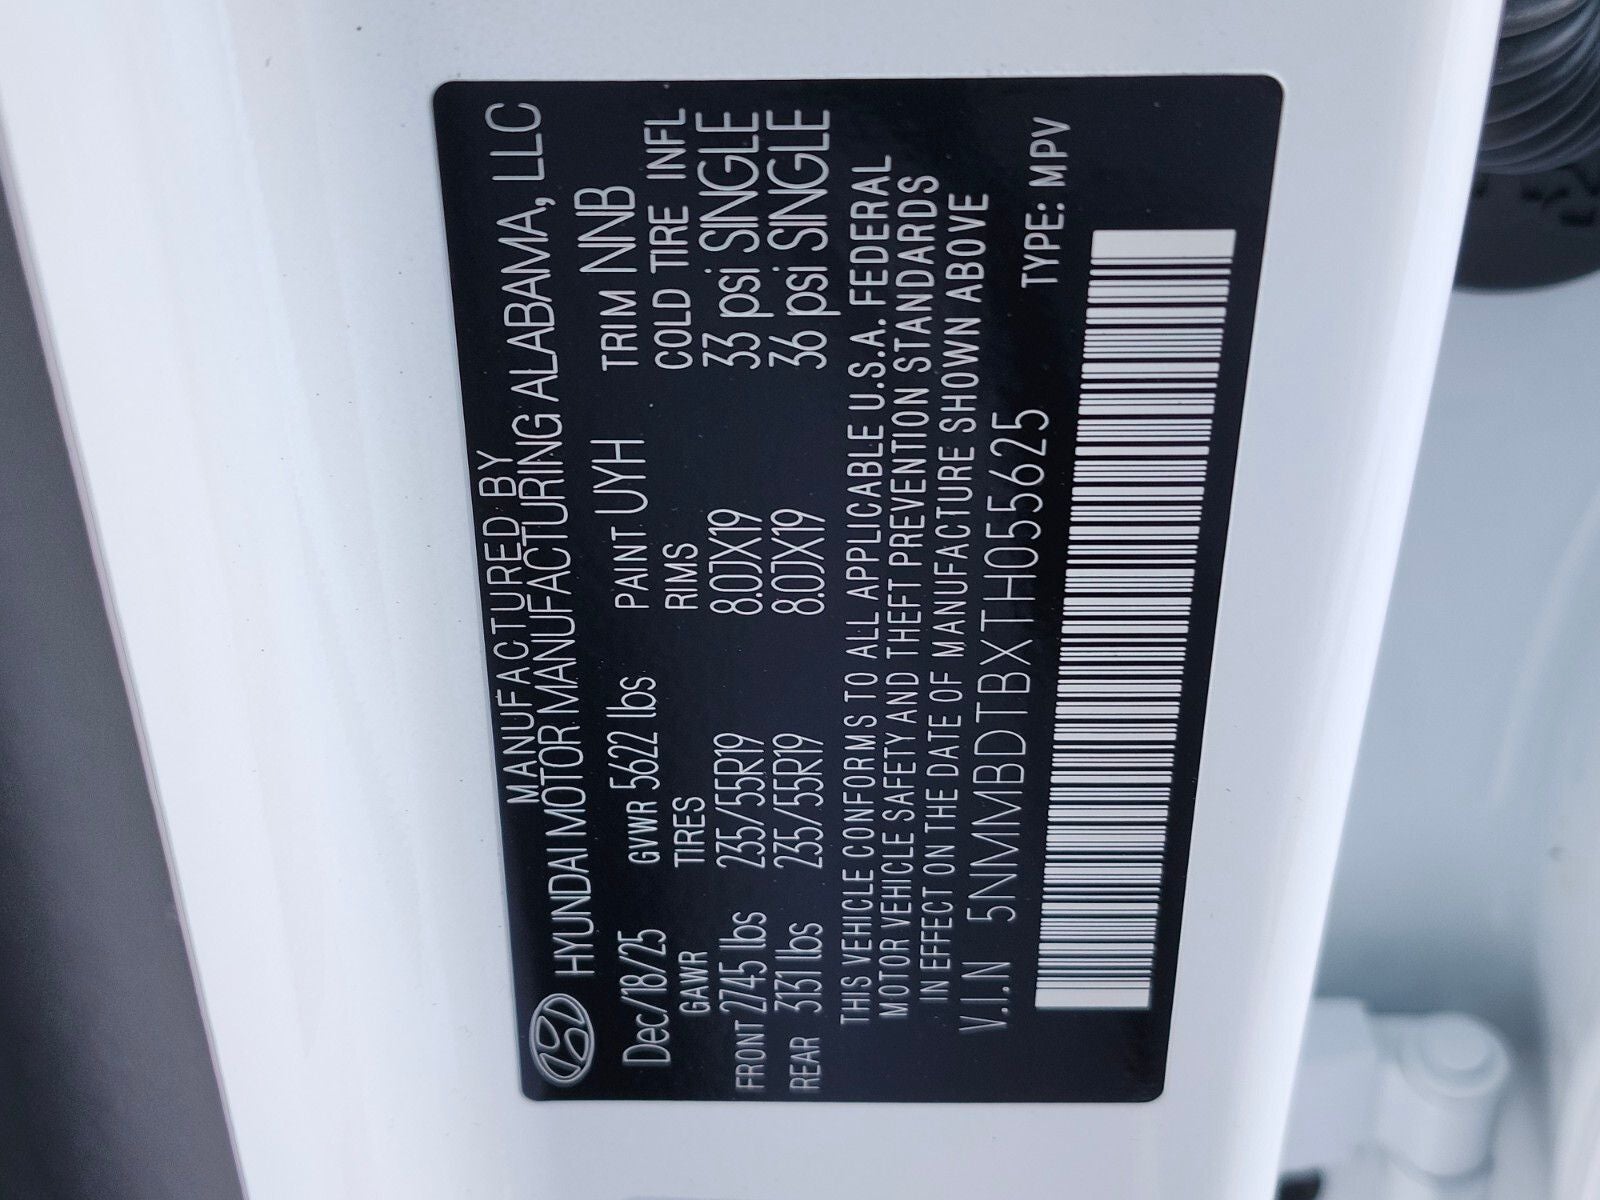 MANUFACTURED BY
HYUNDAI MOTOR MANUFACTURING ALABAMA, LLC
Dec/18/25 GVWR 5622 lbs PAINT UYH TRIM NNB
GAWR TIRES RIMS COLD TIRE INFL
FRONT 2745 lbs 235/55R19 8.0JX19 33 psi SINGLE
REAR 3131 lbs 235/55R19 8.0JX19 36 psi SINGLE
THIS VEHICLE CONFORMS TO ALL APPLICABLE U.S.A. FEDERAL
MOTOR VEHICLE SAFETY AND THEFT PREVENTION STANDARDS
IN EFFECT ON THE DATE OF MANUFACTURE SHOWN ABOVE
V.I.N 5NMMBDTBXTH055625 TYPE: MPV